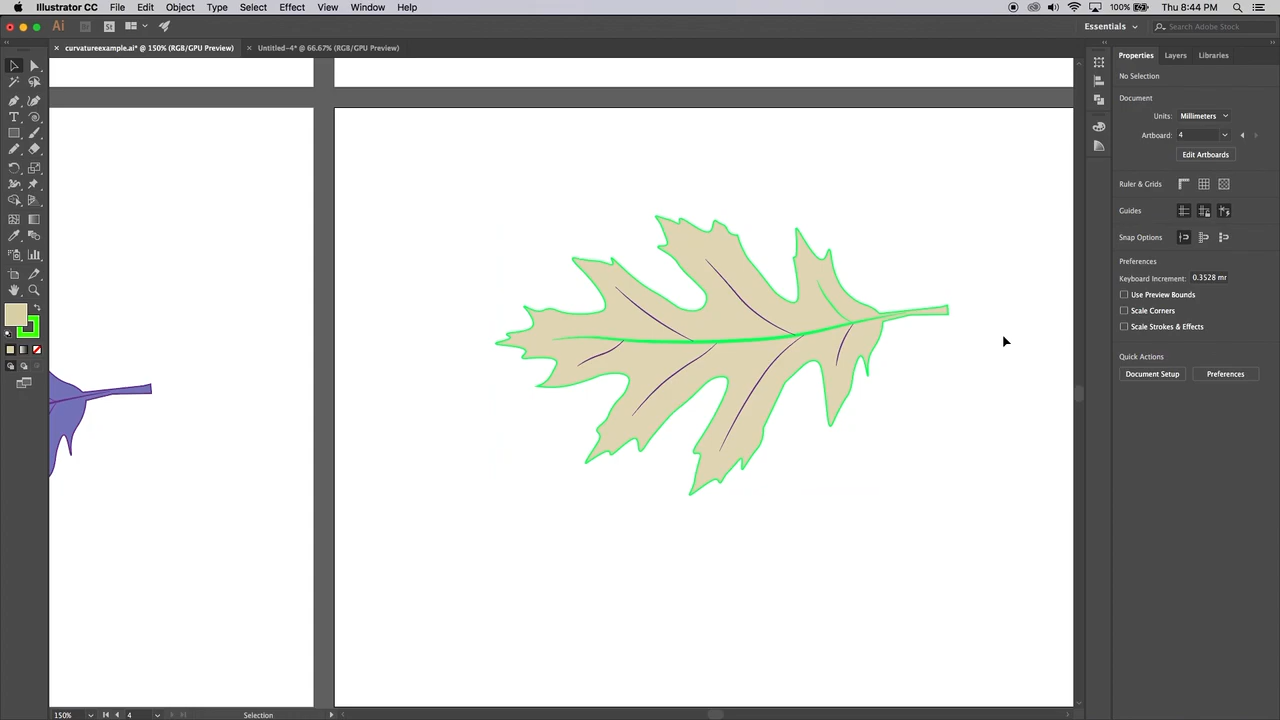 Illustrator CC File Edit Object Type Select Effect View Window Help 100% Thu 8:44 PM
Ai Br St Essentials Search Adobe Stock
× curvatureexample.ai* @ 150% (RGB/GPU Preview) × Untitled-4* @ 66.67% (RGB/GPU Preview)
Properties Layers Libraries
No Selection
Document
Units: Millimeters
Artboard: 4
Edit Artboards
Ruler & Grids
Guides
Snap Options
Preferences
Keyboard Increment: 0.3528 mr
Use Preview Bounds
Scale Corners
Scale Strokes & Effects
Quick Actions
Document Setup Preferences
150% 4 Selection